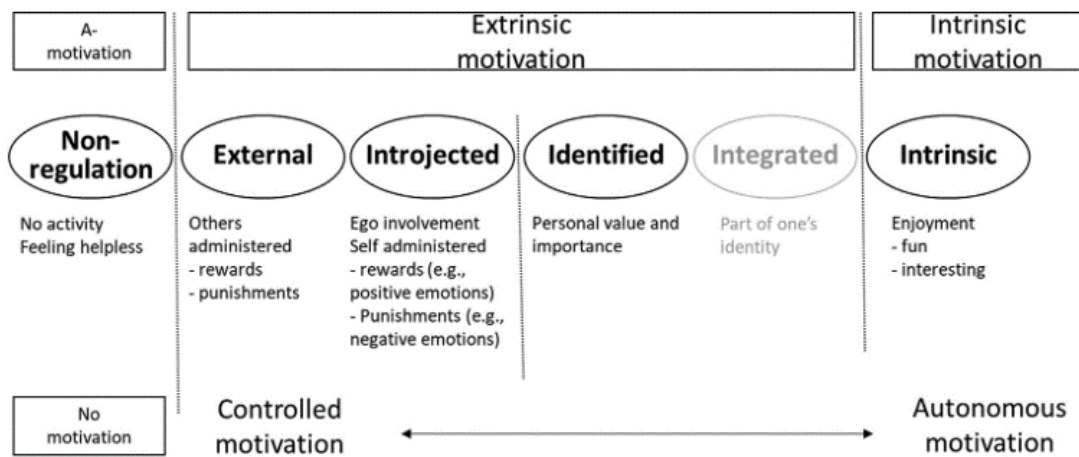 A-
motivation
Extrinsic
motivation
Intrinsic
motivation
Non-
regulation
External
Introjected
Identified
Integrated
Intrinsic
No activity
Feeling helpless
Others
administered
- rewards
- punishments
Ego involvement
Self administered
- rewards (e.g.,
positive emotions)
- Punishments (e.g.,
negative emotions)
Personal value and
importance
Part of one's
identity
Enjoyment
- fun
- interesting
No
motivation
Controlled
motivation
Autonomous
motivation